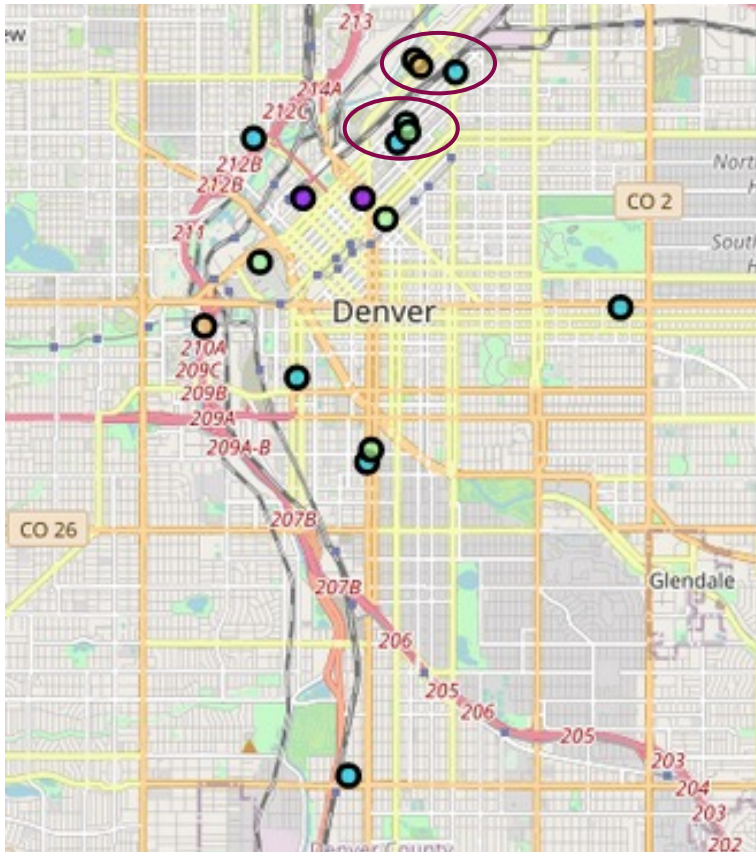 213
ew
214A
212C
212B
212B
North
H
CO 2
211
South
H
Denver
210A
209C
209B
209A
209A-B
207B
CO 26
207B
Glendale
206
205
206
205
203
204
203
202
Denver County